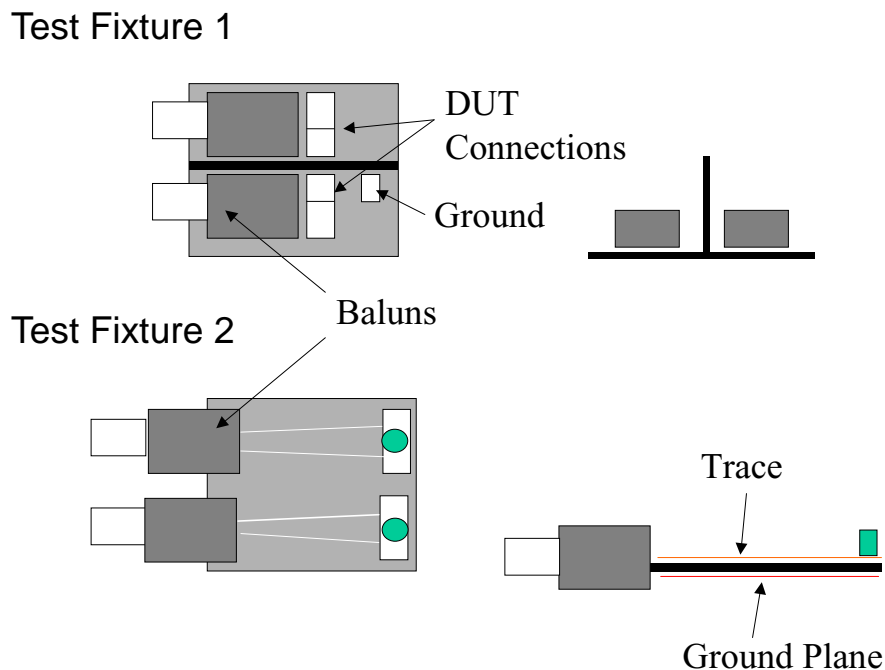 Test Fixture 1
DUT
Connections
Ground
Baluns
Test Fixture 2
Trace
Ground Plane